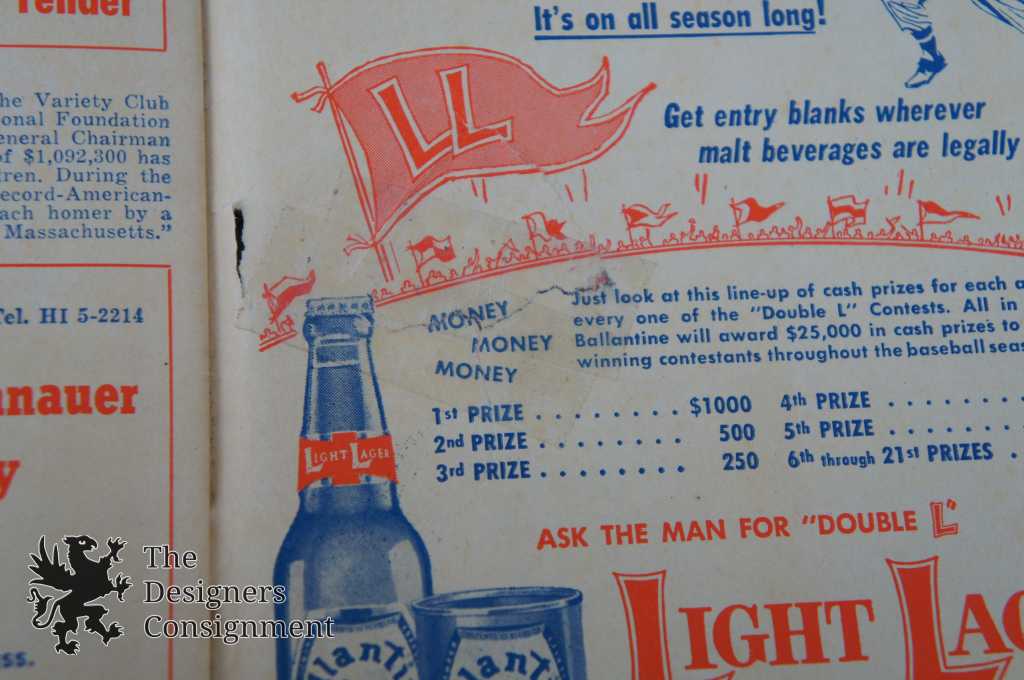 render
he Variety Club
onal Foundation
eneral Chairman
of $1,092,300 has
ren. During the
ecord-American-
ach homer by a
Massachusetts."
Tel. HI 5-2214
nauer
y
ss.
It's on all season long!
LL
Get entry blanks wherever
malt beverages are legally
MONEY
MONEY
MONEY
Just look at this line-up of cash prizes for each a
every one of the "Double L" Contests. All in
Ballantine will award $25,000 in cash prizes to
winning contestants throughout the baseball seas
1st PRIZE . . . . . . . . $1000
2nd PRIZE . . . . . . . . 500
3rd PRIZE . . . . . . . . 250
4th PRIZE . . . . . . . .
5th PRIZE . . . . . . . .
6th through 21st PRIZES .
LIGHT LAGER
ASK THE MAN FOR "DOUBLE L"
LIGHT LAG
llanti
lant
The
Designers
Consignment